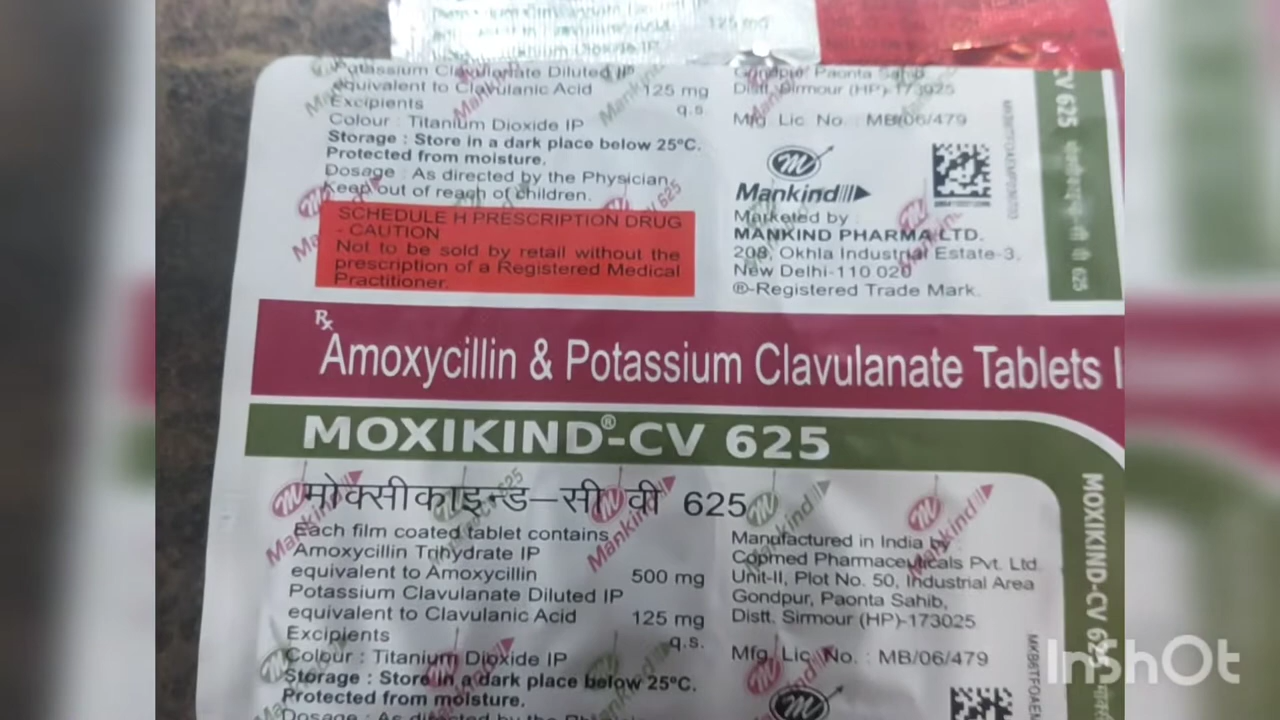 125 mg
Potassium Clavulanate Diluted IP
equivalent to Clavulanic Acid 125 mg
Excipients q.s.
Colour : Titanium Dioxide IP
Storage : Store in a dark place below 25°C.
Protected from moisture.
Dosage : As directed by the Physician.
Keep out of reach of children.
SCHEDULE H PRESCRIPTION DRUG
- CAUTION
Not to be sold by retail without the
prescription of a Registered Medical
Practitioner.
Gondpur, Paonta Sahib,
Distt. Sirmour (HP)-173025
Mfg. Lic. No. : MB/06/479
Mankind
Marketed by :
MANKIND PHARMA LTD.
208, Okhla Industrial Estate-3,
New Delhi-110 020
®-Registered Trade Mark.
CV 625
Rx
Amoxycillin & Potassium Clavulanate Tablets
MOXIKIND®-CV 625
मोक्सीकाइन्ड–सी वी 625
Each film coated tablet contains
Amoxycillin Trihydrate IP
equivalent to Amoxycillin 500 mg
Potassium Clavulanate Diluted IP
equivalent to Clavulanic Acid 125 mg
Excipients q.s.
Colour : Titanium Dioxide IP
Storage : Store in a dark place below 25°C.
Protected from moisture.
Manufactured in India by
Copmed Pharmaceuticals Pvt. Ltd.
Unit-II, Plot No. 50, Industrial Area
Gondpur, Paonta Sahib,
Distt. Sirmour (HP)-173025
Mfg. Lic. No. : MB/06/479
MOXIKIND-CV 625
InShOt